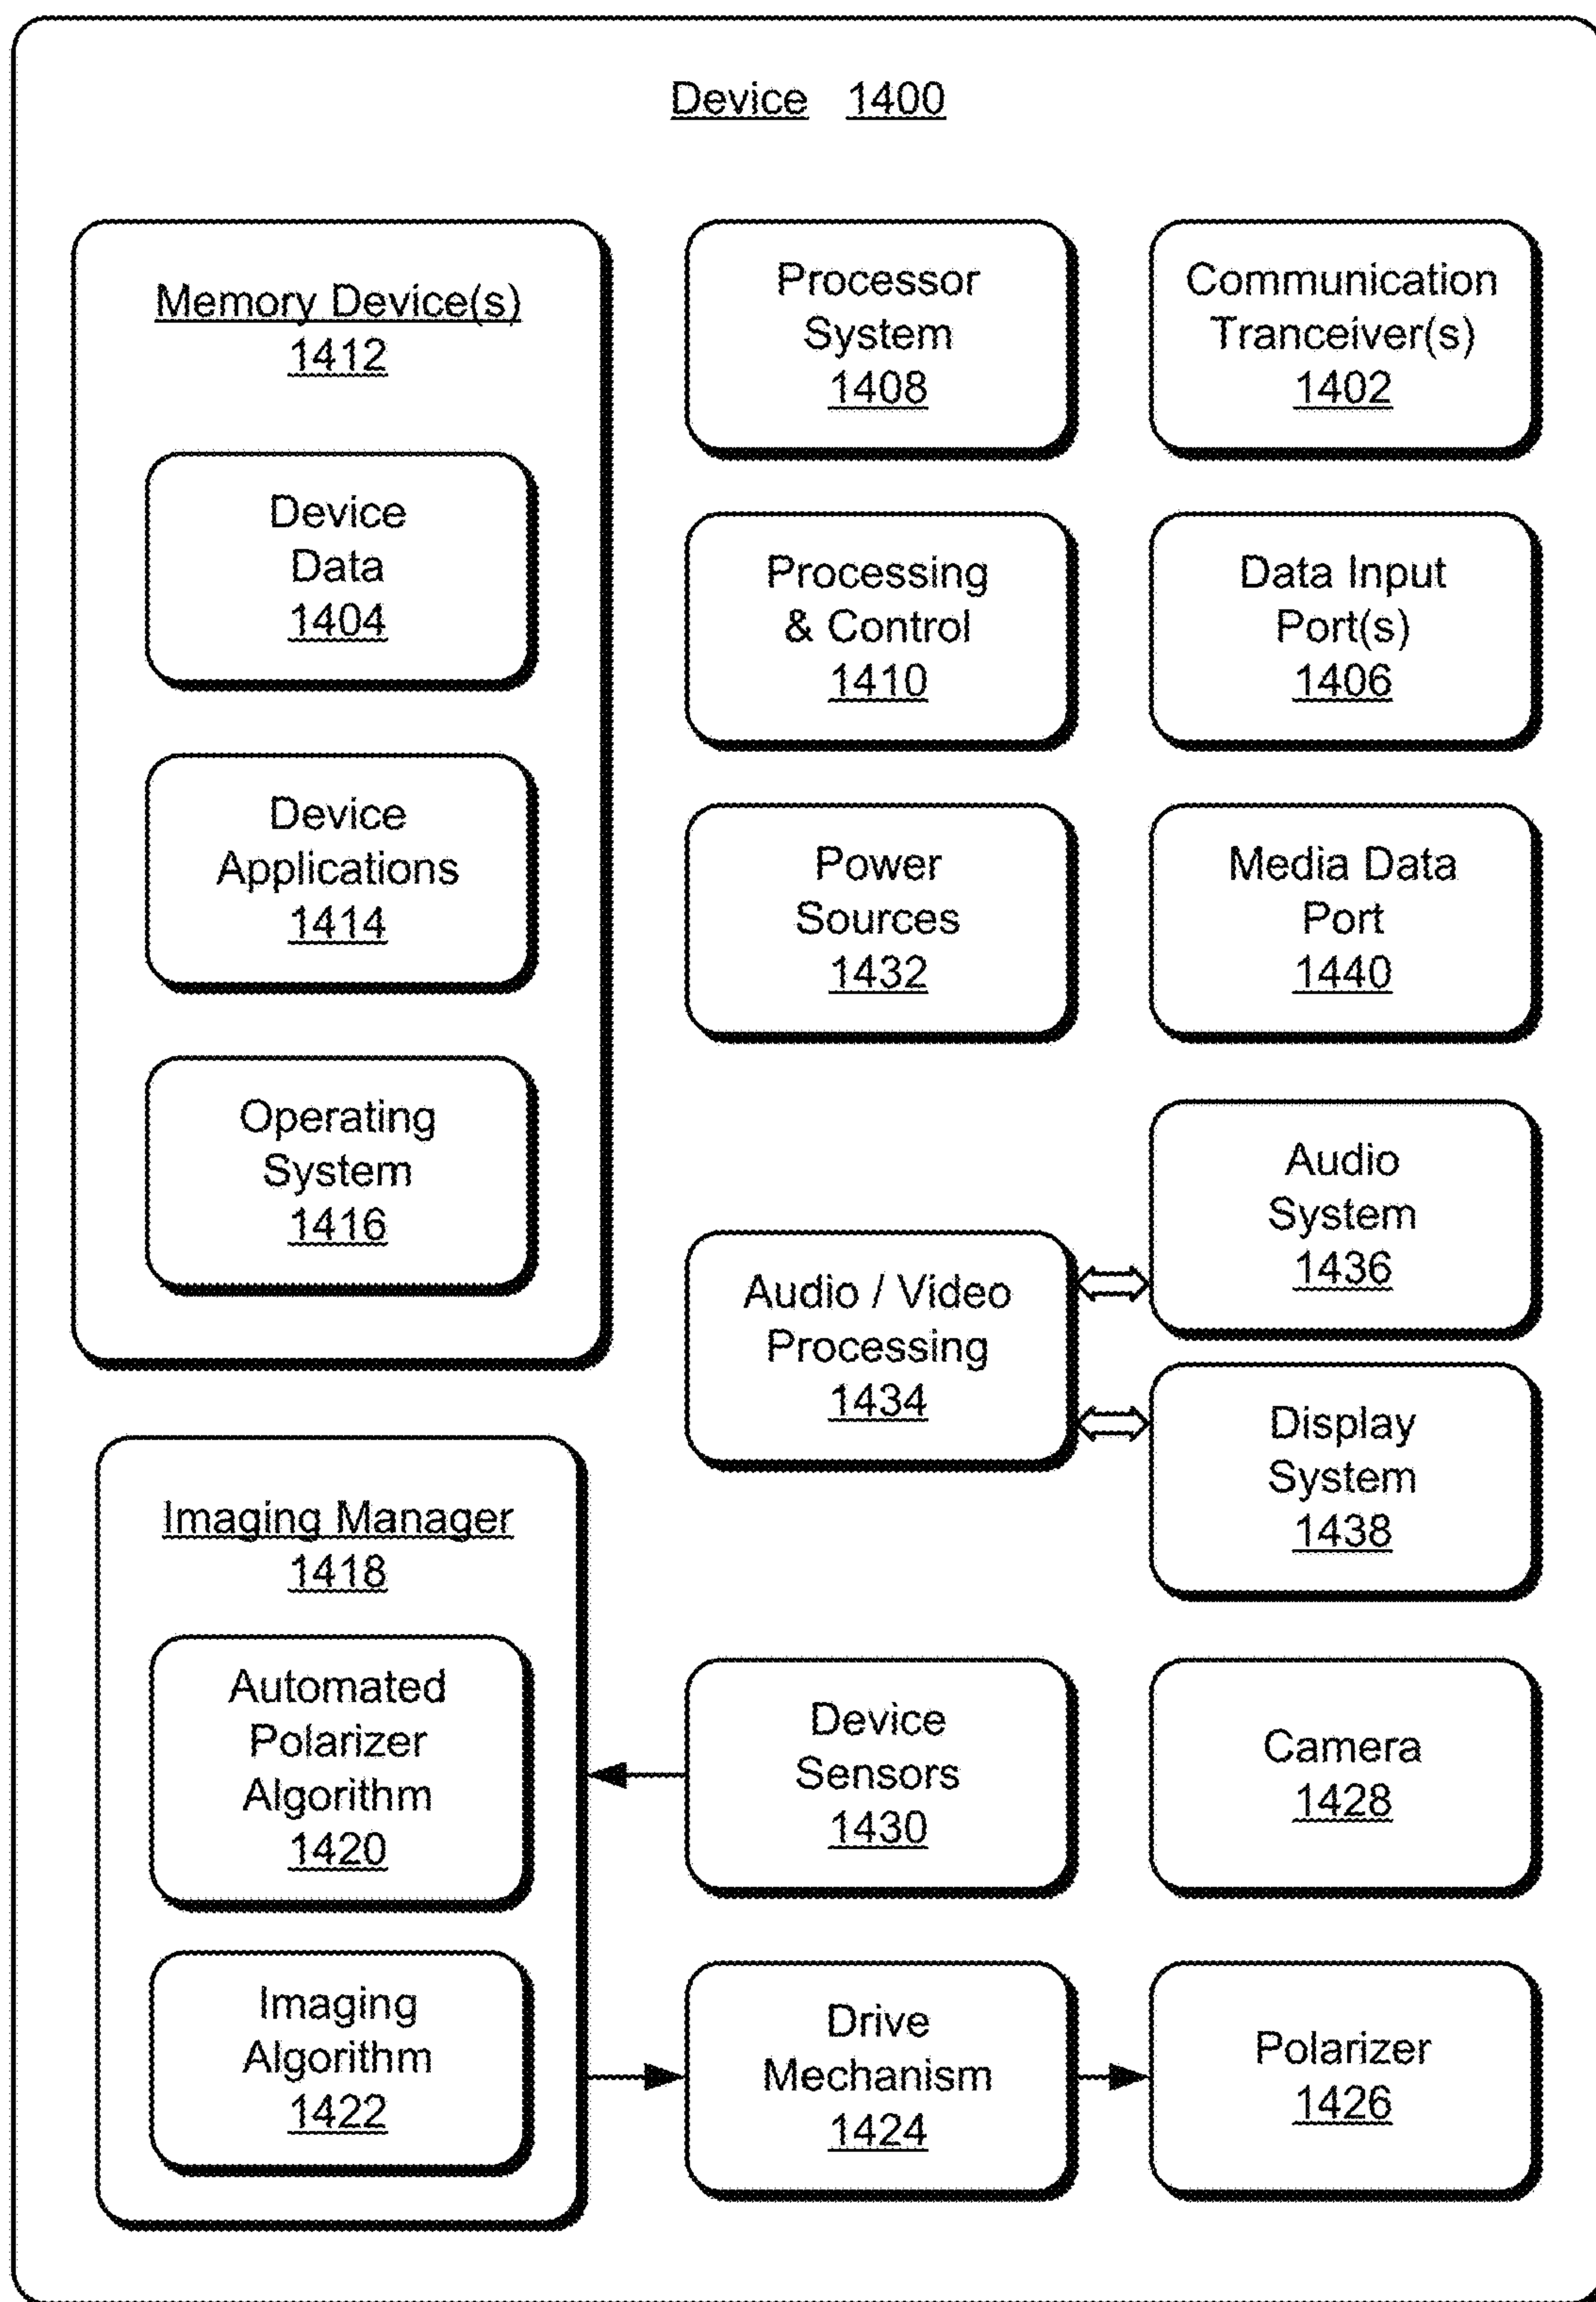 Device 1400
Memory Device(s)
1412
Device
Data
1404
Device
Applications
1414
Operating
System
1416
Processor
System
1408
Communication
Tranceiver(s)
1402
Processing
& Control
1410
Data Input
Port(s)
1406
Power
Sources
1432
Media Data
Port
1440
Audio / Video
Processing
1434
Audio
System
1436
Display
System
1438
Imaging Manager
1418
Automated
Polarizer
Algorithm
1420
Imaging
Algorithm
1422
Device
Sensors
1430
Camera
1428
Drive
Mechanism
1424
Polarizer
1426